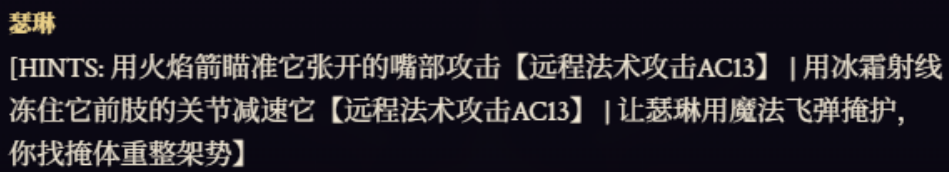 瑟琳
[HINTS: 用火焰箭瞄准它张开的嘴部攻击【远程法术攻击AC13】 | 用冰霜射线
冻住它前肢的关节减速它【远程法术攻击AC13】 | 让瑟琳用魔法飞弹掩护，
你找掩体重整架势】